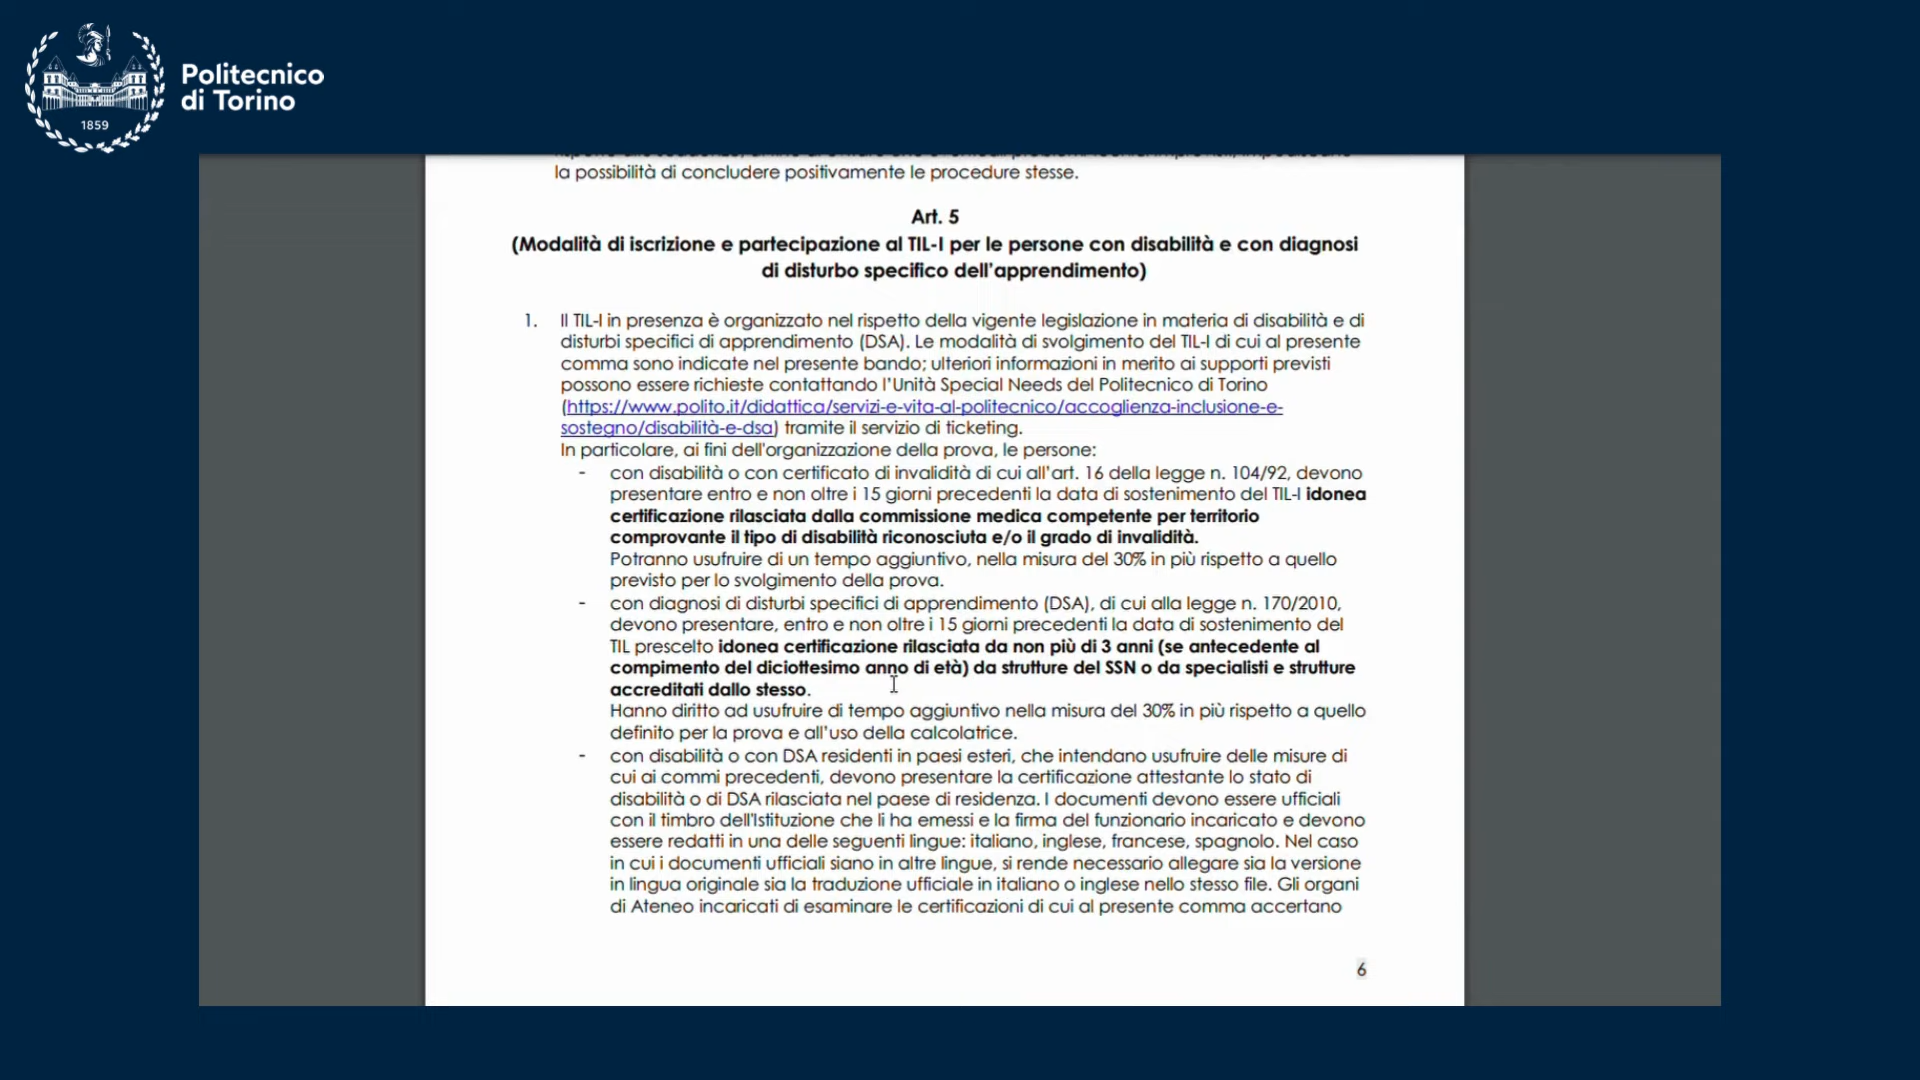 Politecnico
di Torino
1859
la possibilità di concludere positivamente le procedure stesse.
Art. 5
(Modalità di iscrizione e partecipazione al TIL-I per le persone con disabilità e con diagnosi
di disturbo specifico dell'apprendimento)
1. Il TIL-I in presenza è organizzato nel rispetto della vigente legislazione in materia di disabilità e di
disturbi specifici di apprendimento (DSA). Le modalità di svolgimento del TIL-I di cui al presente
comma sono indicate nel presente bando; ulteriori informazioni in merito ai supporti previsti
possono essere richieste contattando l'Unità Special Needs del Politecnico di Torino
(https://www.polito.it/didattica/servizi-e-vita-al-politecnico/accoglienza-inclusione-e-
sostegno/disabilità-e-dsa) tramite il servizio di ticketing.
In particolare, ai fini dell'organizzazione della prova, le persone:
- con disabilità o con certificato di invalidità di cui all'art. 16 della legge n. 104/92, devono
presentare entro e non oltre i 15 giorni precedenti la data di sostenimento del TIL-I idonea
certificazione rilasciata dalla commissione medica competente per territorio
comprovante il tipo di disabilità riconosciuta e/o il grado di invalidità.
Potranno usufruire di un tempo aggiuntivo, nella misura del 30% in più rispetto a quello
previsto per lo svolgimento della prova.
- con diagnosi di disturbi specifici di apprendimento (DSA), di cui alla legge n. 170/2010,
devono presentare, entro e non oltre i 15 giorni precedenti la data di sostenimento del
TIL prescelto idonea certificazione rilasciata da non più di 3 anni (se antecedente al
compimento del diciottesimo anno di età) da strutture del SSN o da specialisti e strutture
accreditati dallo stesso.
Hanno diritto ad usufruire di tempo aggiuntivo nella misura del 30% in più rispetto a quello
definito per la prova e all'uso della calcolatrice.
- con disabilità o con DSA residenti in paesi esteri, che intendano usufruire delle misure di
cui ai commi precedenti, devono presentare la certificazione attestante lo stato di
disabilità o di DSA rilasciata nel paese di residenza. I documenti devono essere ufficiali
con il timbro dell'Istituzione che li ha emessi e la firma del funzionario incaricato e devono
essere redatti in una delle seguenti lingue: italiano, inglese, francese, spagnolo. Nel caso
in cui i documenti ufficiali siano in altre lingue, si rende necessario allegare sia la versione
in lingua originale sia la traduzione ufficiale in italiano o inglese nello stesso file. Gli organi
di Ateneo incaricati di esaminare le certificazioni di cui al presente comma accertano
6